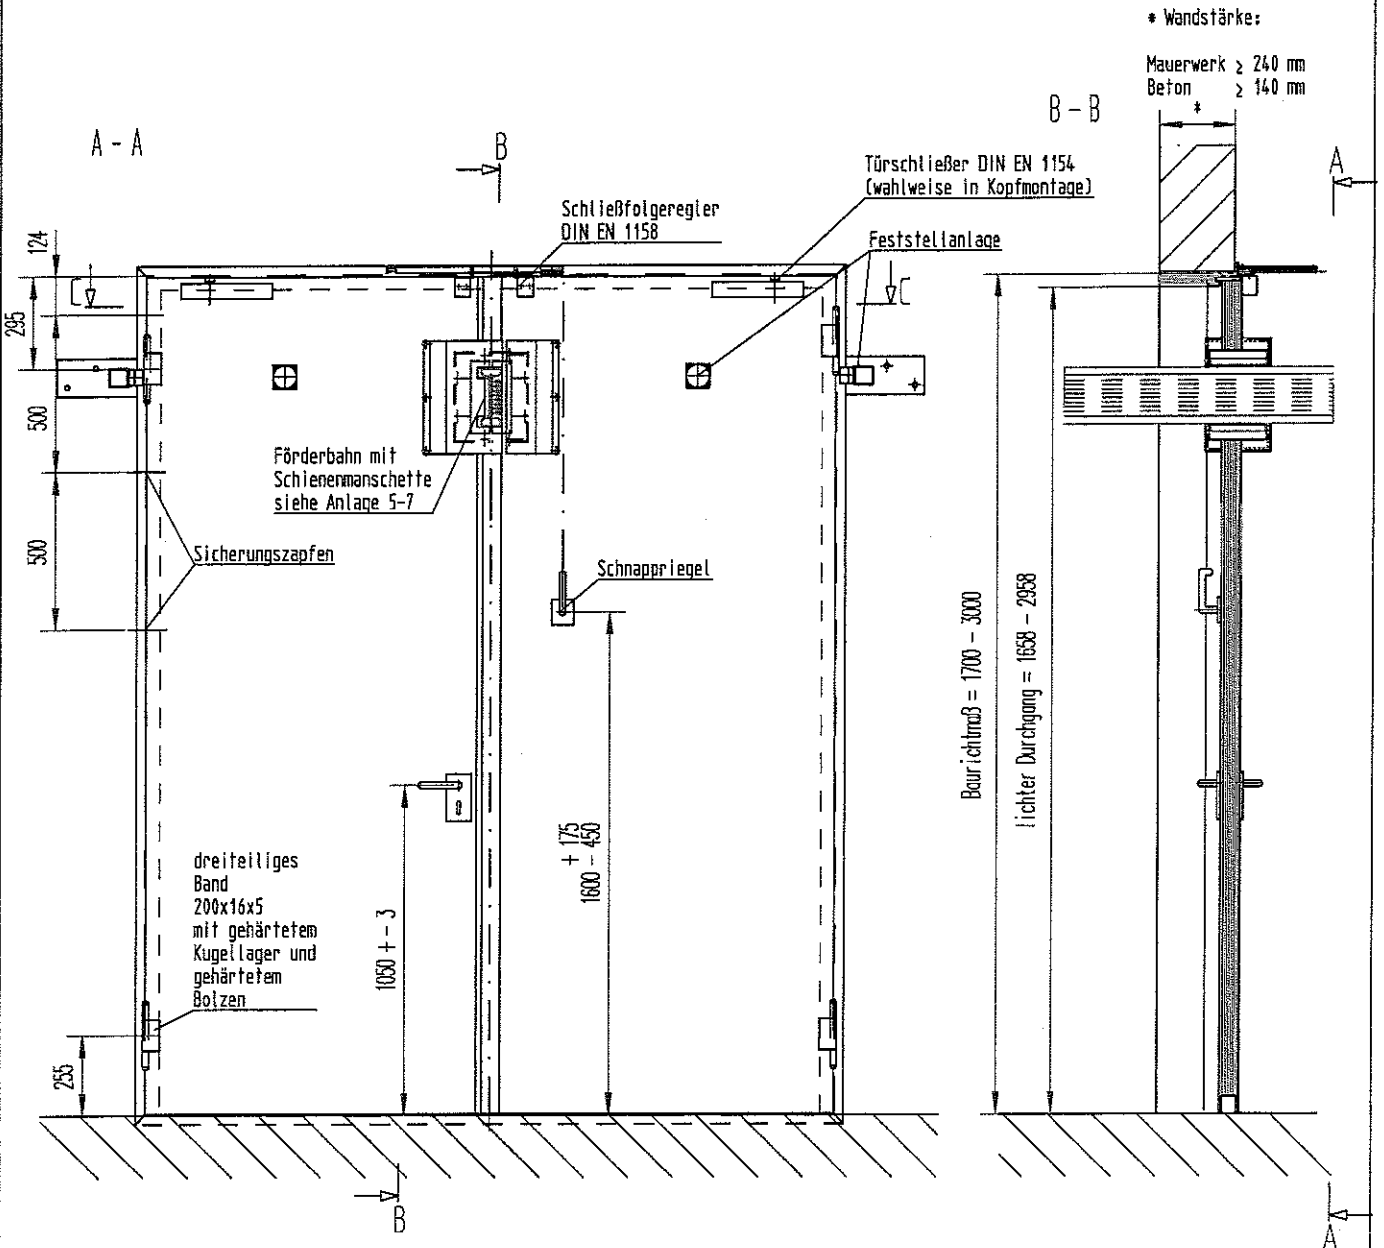 * Wandstärke:
Mauerwerk ≥ 240 mm
Beton ≥ 140 mm
*
A - A
B - B
B
A
Türschließer DIN EN 1154
(wahlweise in Kopfmontage)
Schließfolgeregler
DIN EN 1158
Feststellanlage
124
C
C
295
500
Förderbahn mit
Schienenmanschette
siehe Anlage 5-7
500
Sicherungszapfen
Schnappriegel
Baurichtmaß = 1700 - 3000
lichter Durchgang = 1658 - 2958
+ 175
1600 - 450
dreiteiliges
Band
200x16x5
mit gehärtetem
Kugellager und
gehärtetem
Bolzen
1050 + - 3
255
B
A